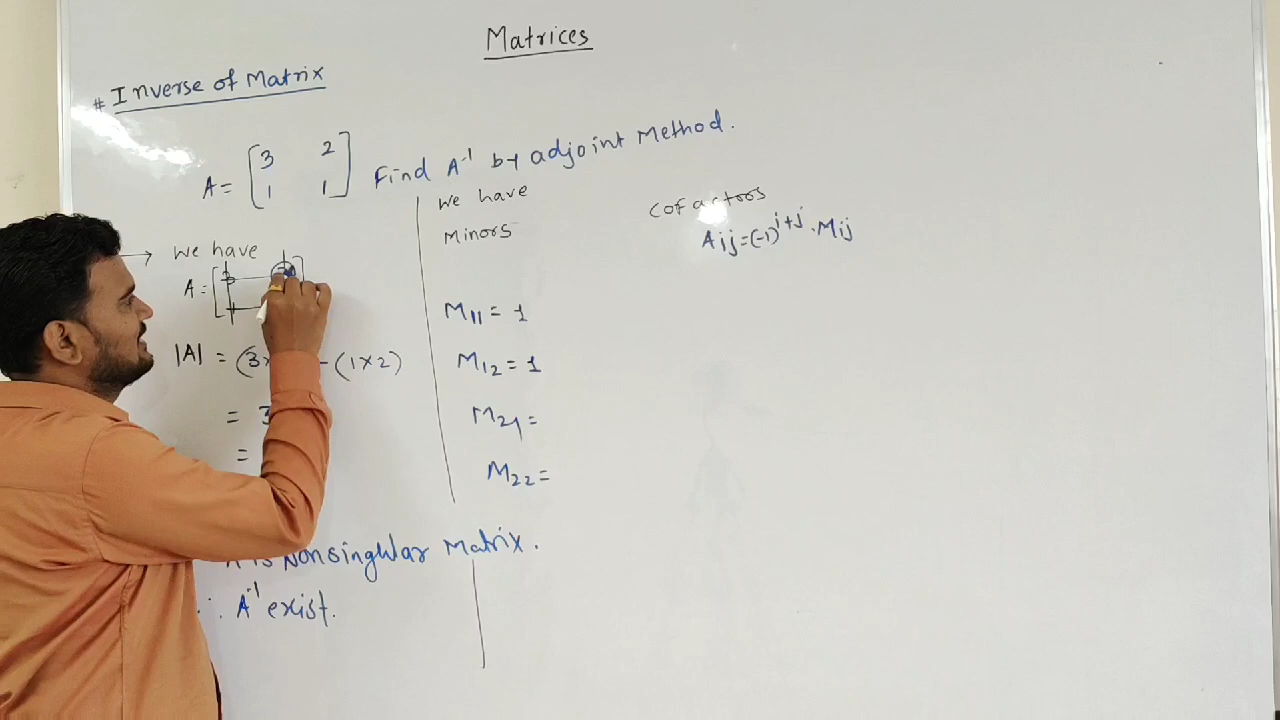 Matrices
# Inverse of Matrix
A = [ 3 2
1 1 ] Find A⁻¹ by adjoint Method.
→ we have
A = [
|A| = (3× - (1×2)
= 3
=
is Nonsingular Matrix.
∴ A⁻¹ exist.
we have
Minors
M₁₁ = 1
M₁₂ = 1
M₂₁ =
M₂₂ =
Cofactors
Aij = (-1)^i+j . Mij